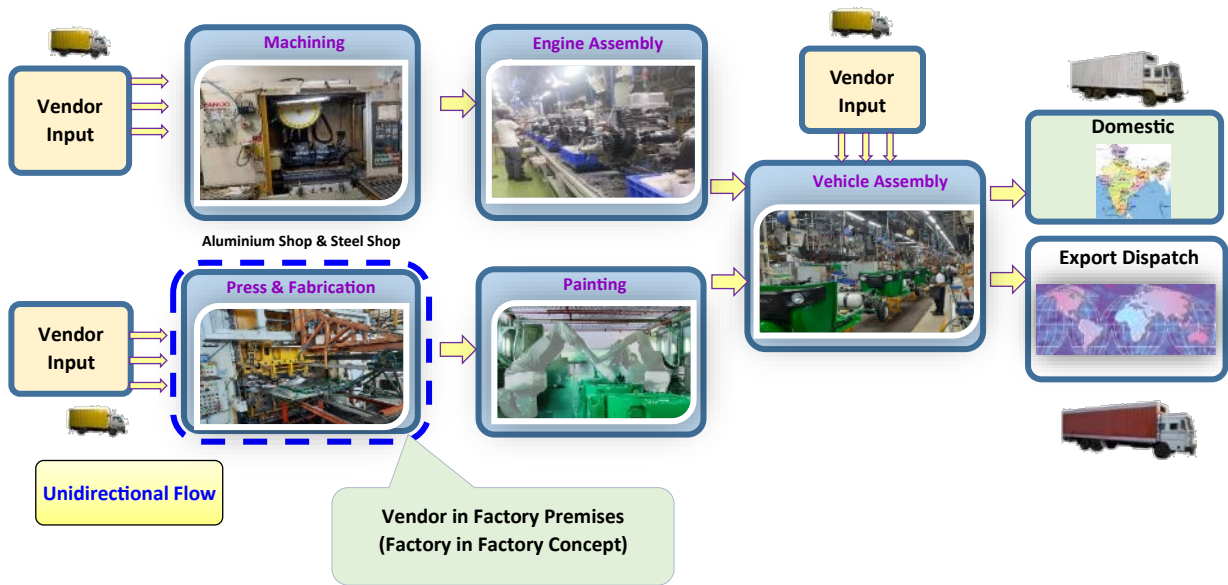 Machining
Engine Assembly
Vendor
Input
Vendor
Input
Domestic
FANUC
Vehicle Assembly
Aluminium Shop & Steel Shop
Press & Fabrication
Painting
Export Dispatch
Vendor
Input
Unidirectional Flow
Vendor in Factory Premises
(Factory in Factory Concept)